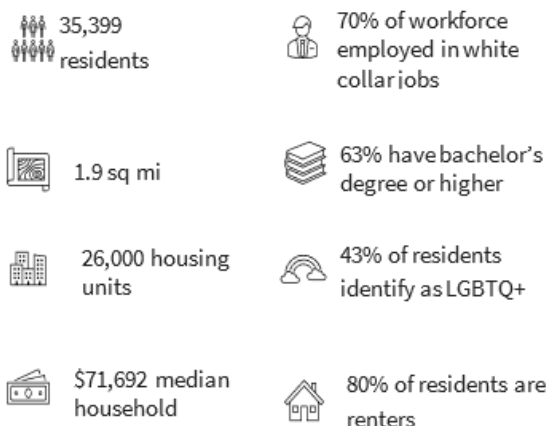 35,399
residents
70% of workforce
employed in white
collar jobs
1.9 sq mi
63% have bachelor's
degree or higher
26,000 housing
units
43% of residents
identify as LGBTQ+
$71,692 median
household
80% of residents are
renters